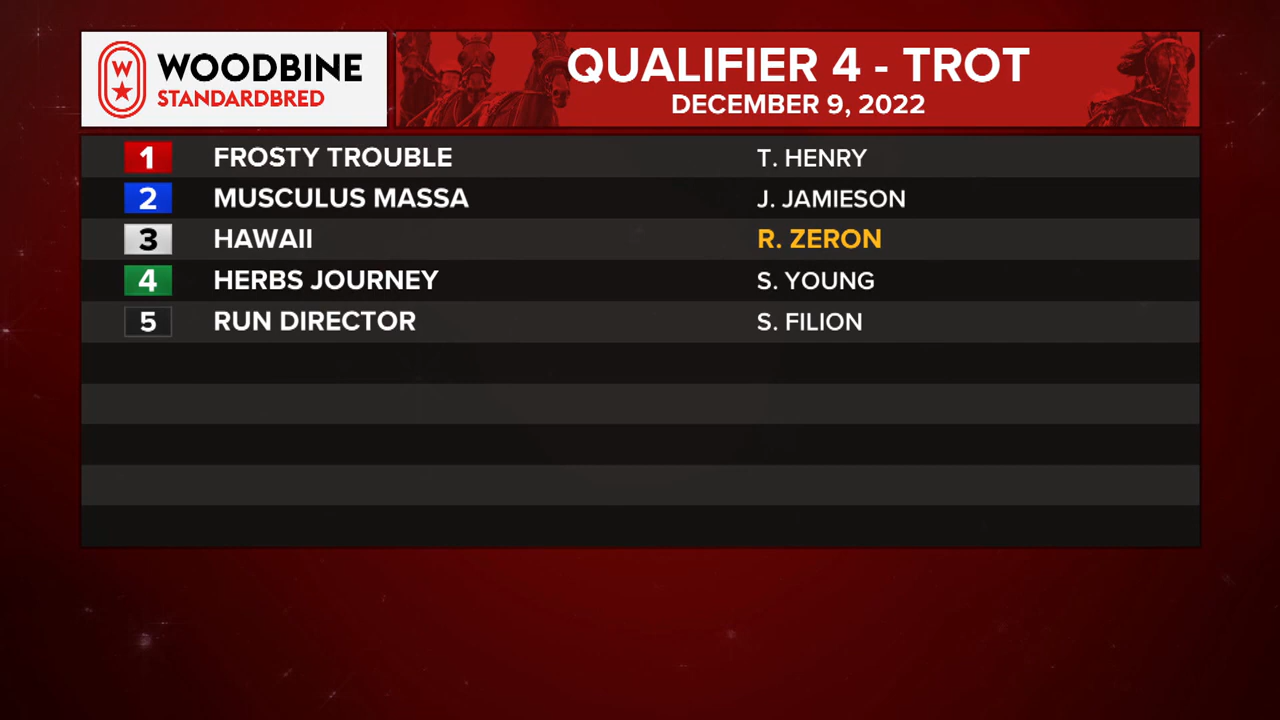 W
WOODBINE
STANDARDBRED
QUALIFIER 4 - TROT
DECEMBER 9, 2022
1 FROSTY TROUBLE T. HENRY
2 MUSCULUS MASSA J. JAMIESON
3 HAWAII R. ZERON
4 HERBS JOURNEY S. YOUNG
5 RUN DIRECTOR S. FILION